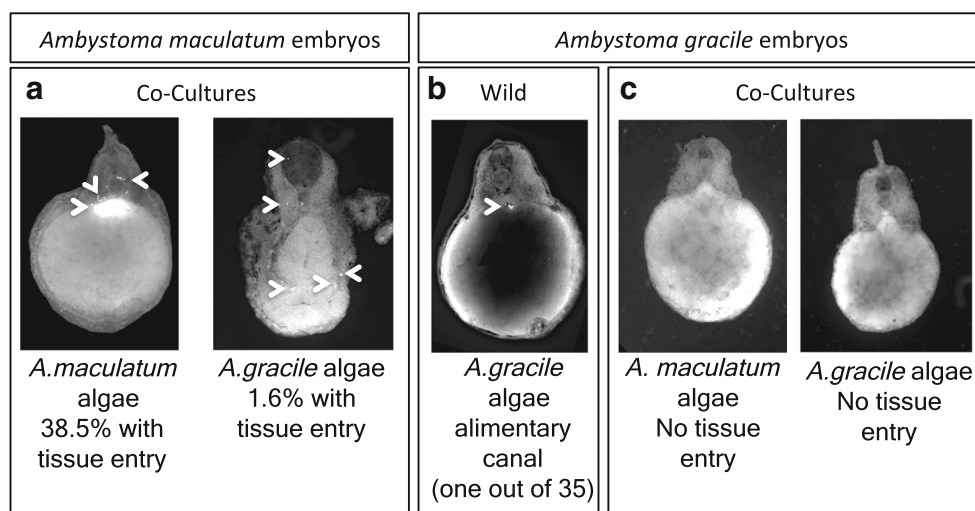 Ambystoma maculatum embryos
Ambystoma gracile embryos
a
Co-Cultures
A.maculatum
algae
38.5% with
tissue entry
A.gracile algae
1.6% with
tissue entry
b
Wild
A.gracile
algae
alimentary
canal
(one out of 35)
c
Co-Cultures
A. maculatum
algae
No tissue
entry
A.gracile algae
No tissue
entry